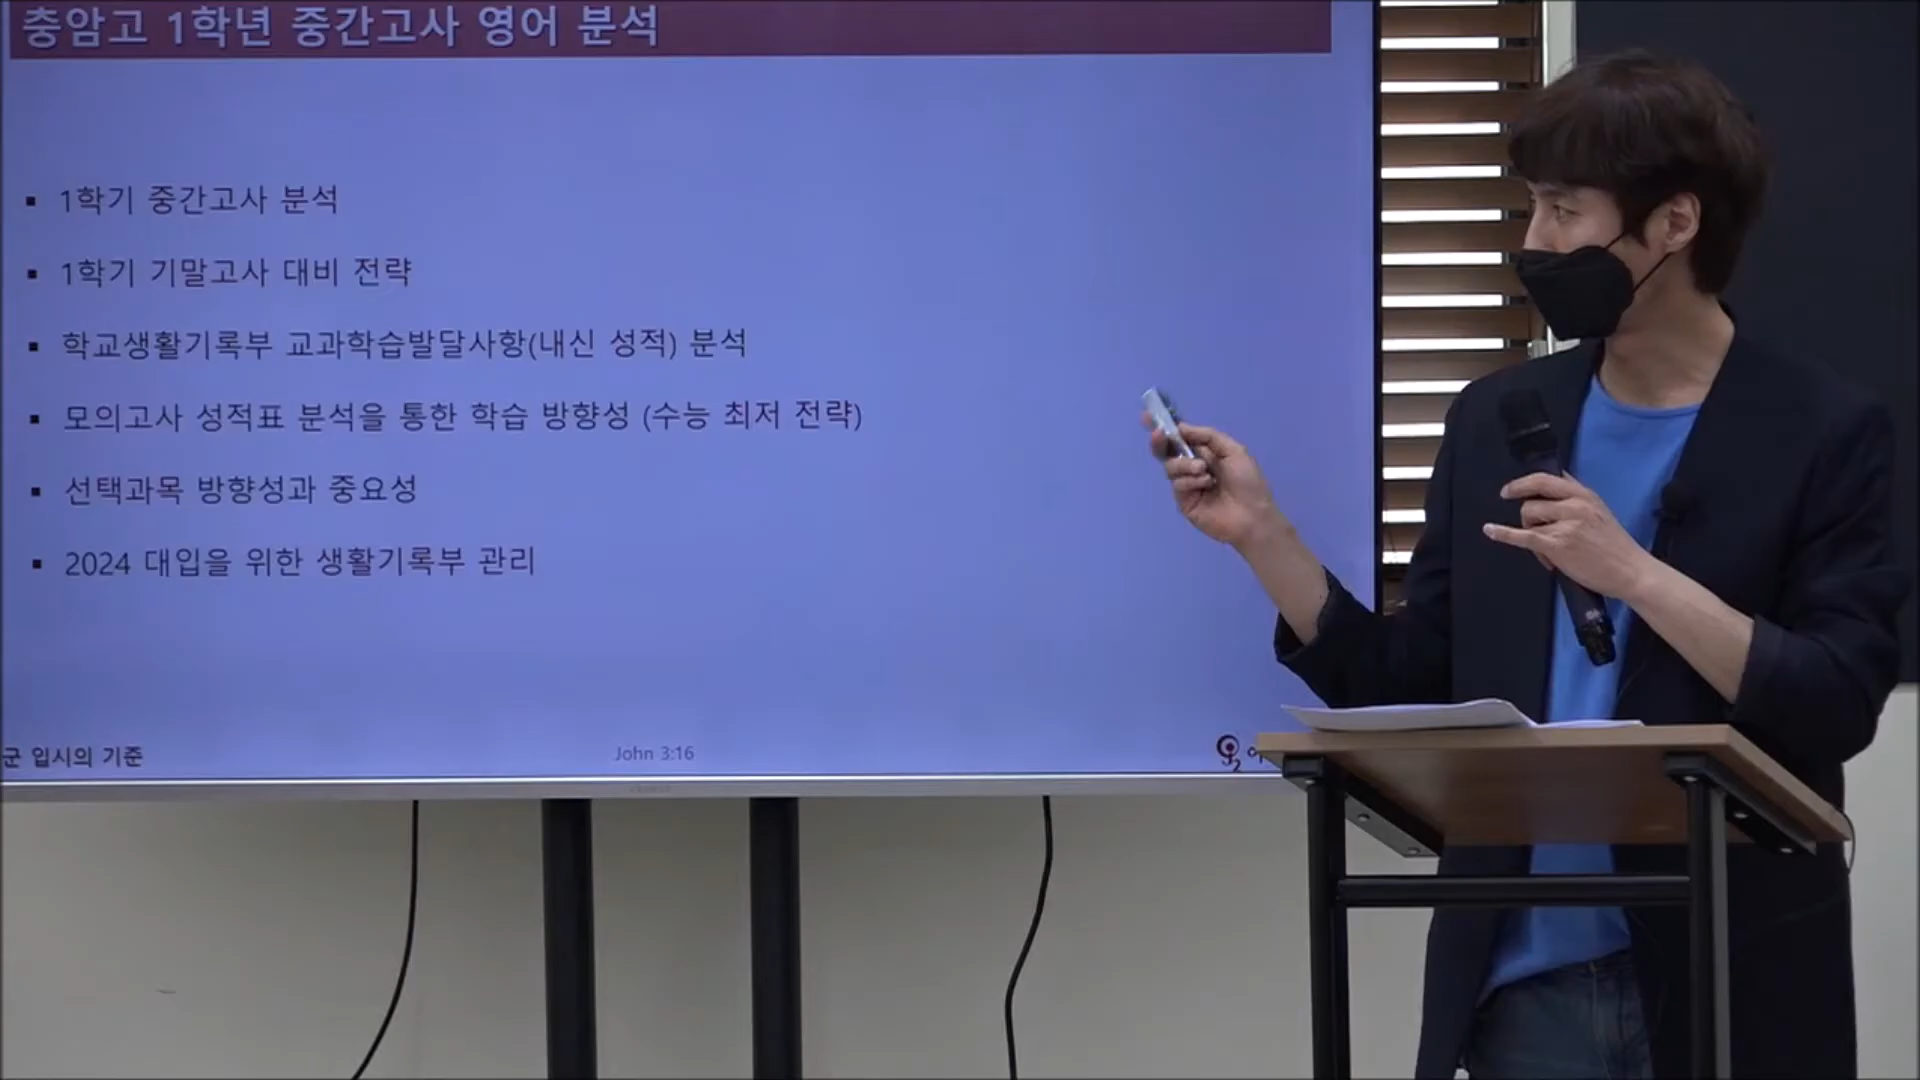 충암고 1학년 중간고사 영어 분석
▪ 1학기 중간고사 분석
▪ 1학기 기말고사 대비 전략
▪ 학교생활기록부 교과학습발달사항(내신 성적) 분석
▪ 모의고사 성적표 분석을 통한 학습 방향성 (수능 최저 전략)
▪ 선택과목 방향성과 중요성
▪ 2024 대입을 위한 생활기록부 관리
군 입시의 기준
John 3:16